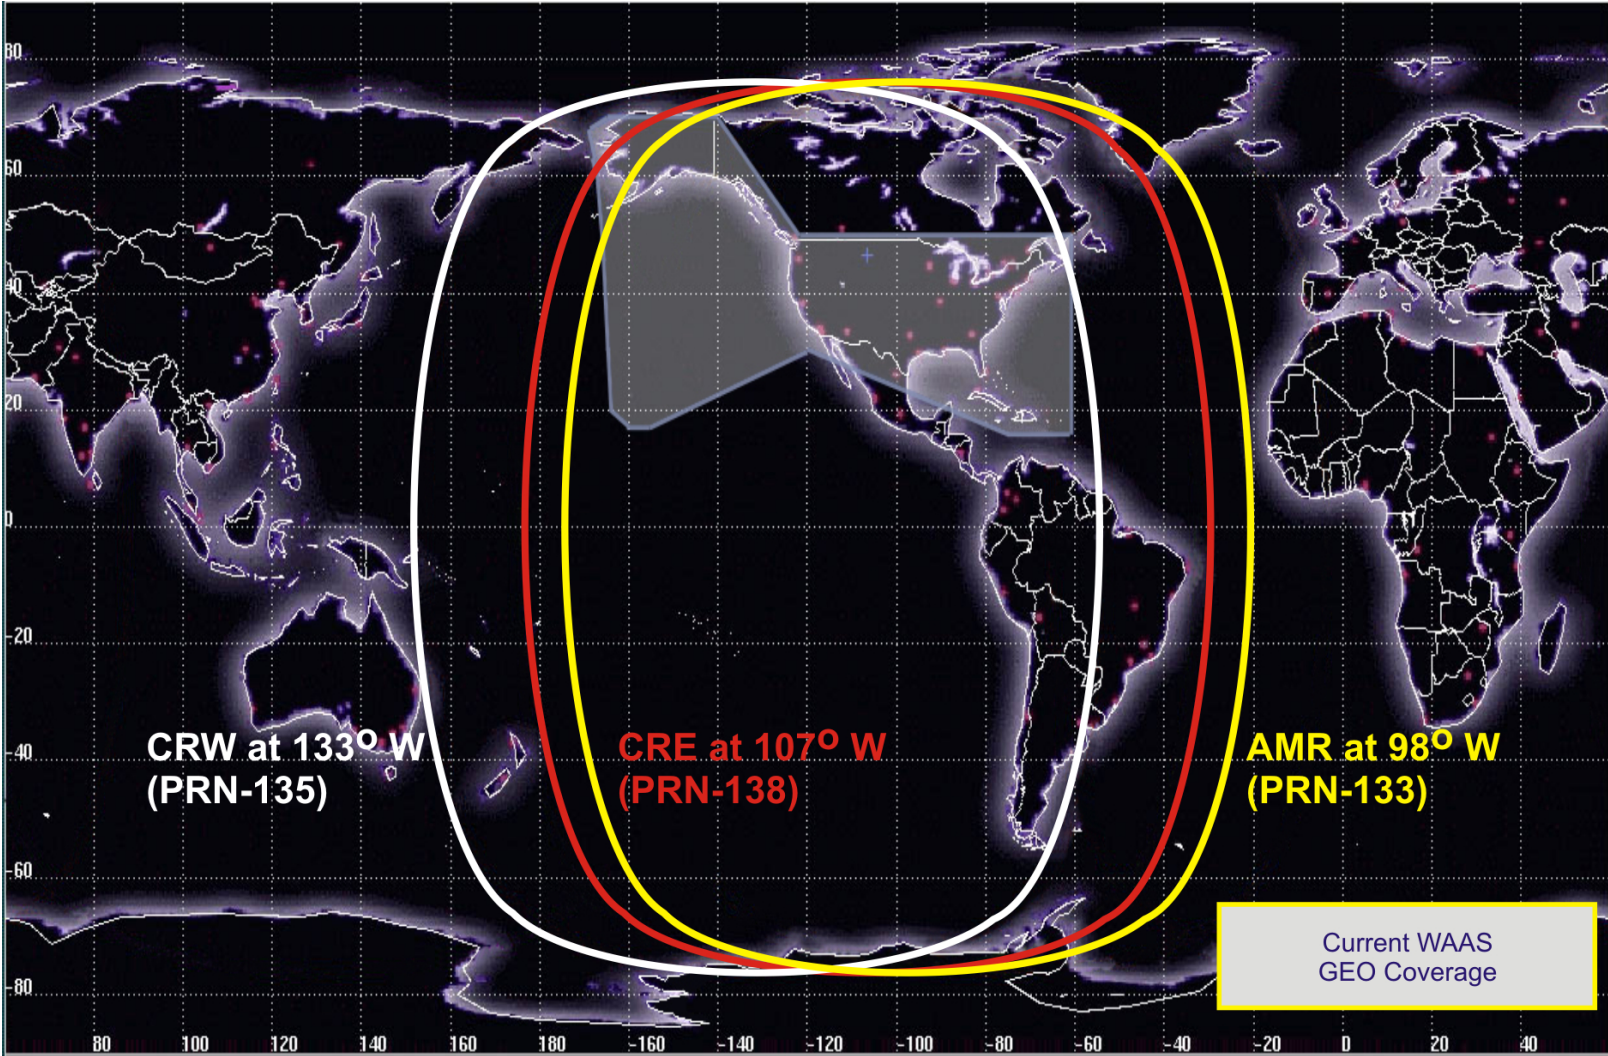 80
60
40
20
0
-20
-40
-60
-80
CRW at 133° W
(PRN-135)
CRE at 107° W
(PRN-138)
AMR at 98° W
(PRN-133)
Current WAAS
GEO Coverage
80 100 120 140 160 180 -160 -140 -120 -100 -80 -60 -40 -20 0 20 40